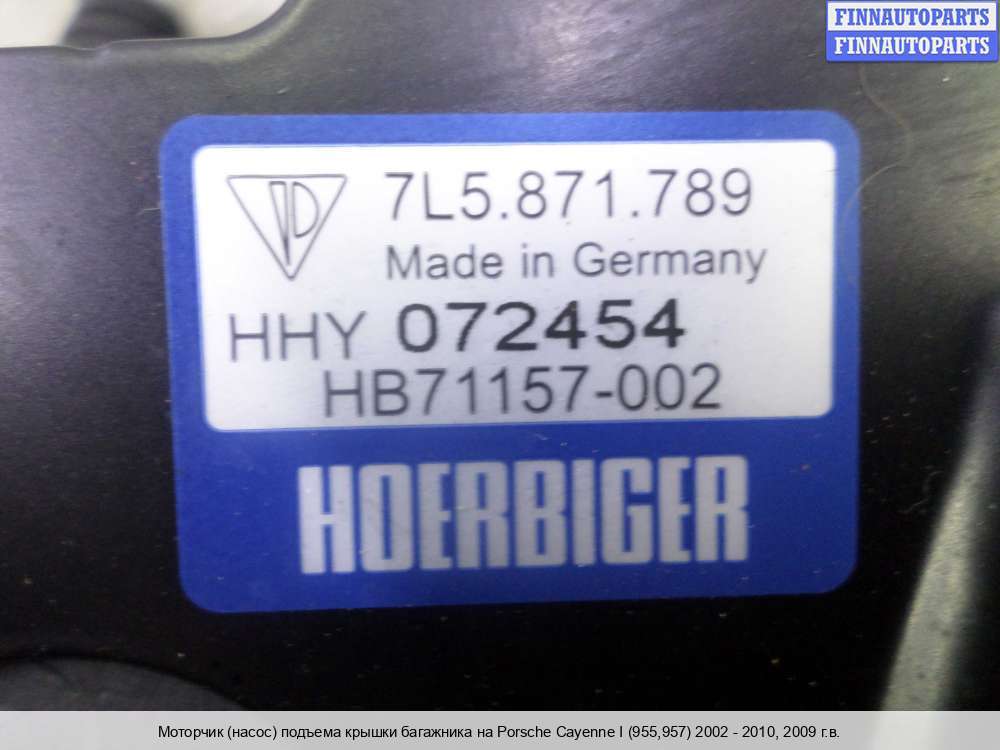 FINNAUTOPARTS
FINNAUTOPARTS
7L5.871.789
Made in Germany
HHY 072454
HB71157-002
HOERBIGER
Моторчик (насос) подъема крышки багажника на Porsche Cayenne I (955,957) 2002 - 2010, 2009 г.в.